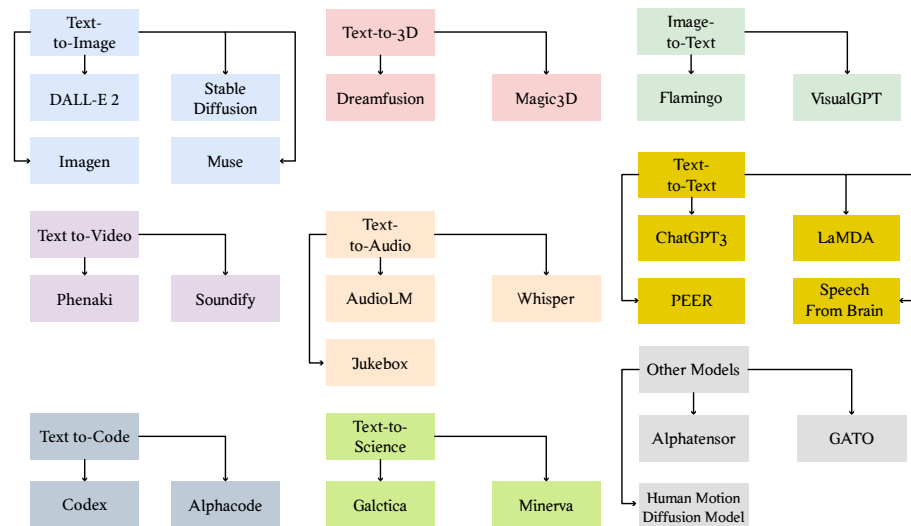 Text-
to-Image
DALL-E 2
Stable
Diffusion
Imagen
Muse
Text-to-3D
Dreamfusion
Magic3D
Image-
to-Text
Flamingo
VisualGPT
Text to-Video
Phenaki
Soundify
Text-
to-Audio
AudioLM
Whisper
Jukebox
Text-
to-Text
ChatGPT3
LaMDA
PEER
Speech
From Brain
Text to-Code
Codex
Alphacode
Text-to-
Science
Galctica
Minerva
Other Models
Alphatensor
GATO
Human Motion
Diffusion Model